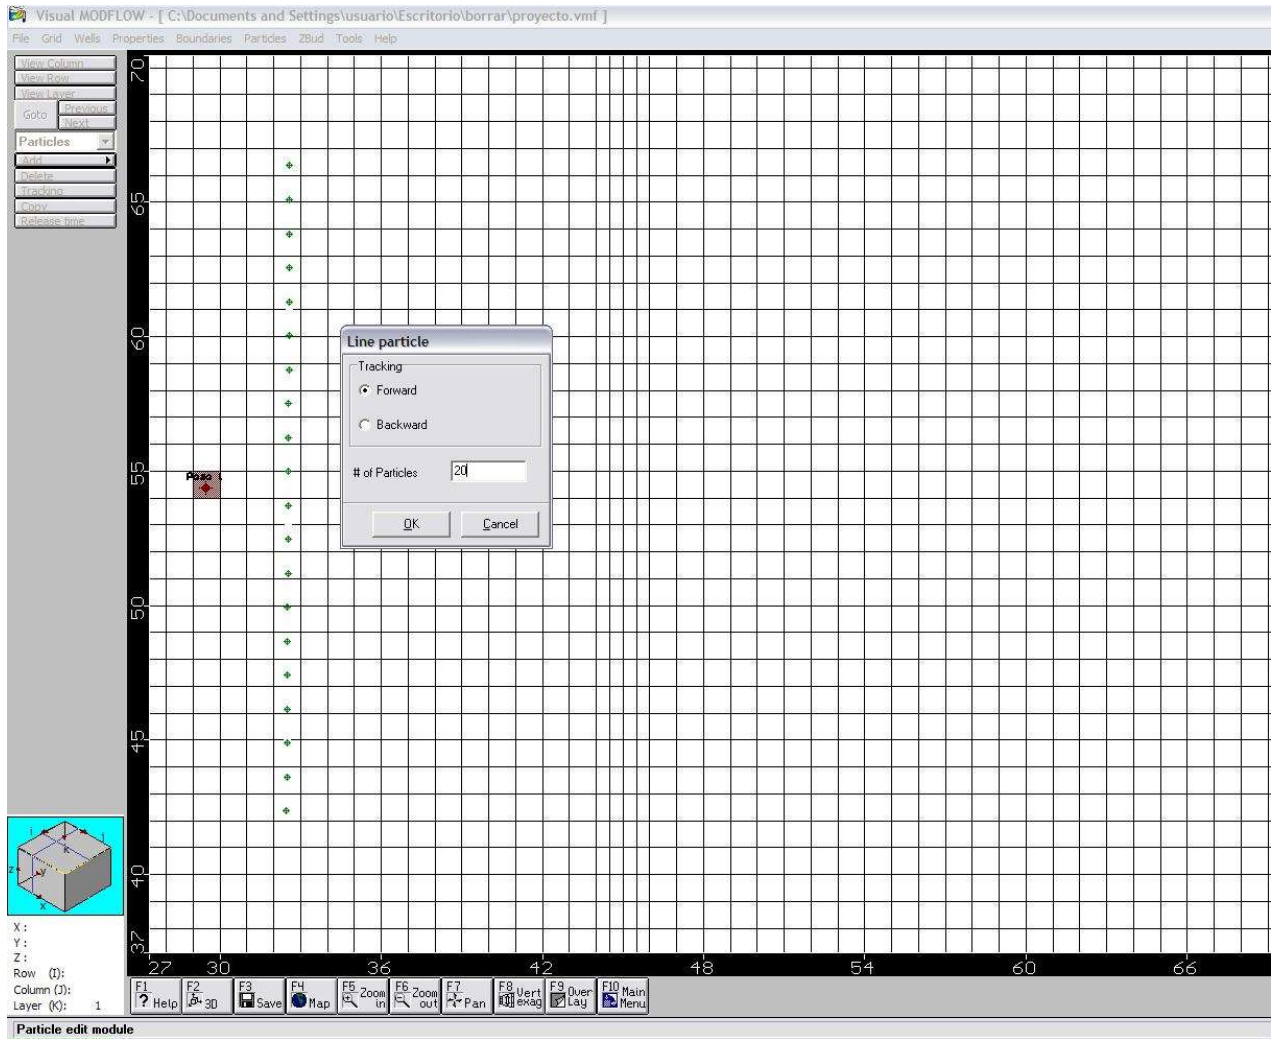 Visual MODFLOW - [ C:\Documents and Settings\usuario\Escritorio\borrar\proyecto.vmf ]
File Grid Wells Properties Boundaries Particles ZBud Tools Help
View Column
View Row
View Layer
Goto Previous
Next
Particles
Add
Delete
Tracking
Copy
Release time
70
65
60
55
50
45
40
37
Line particle
Tracking
Forward
Backward
# of Particles 20
OK Cancel
27 30 36 42 48 54 60 66
i j
K
z y
x
X :
Y :
Z :
Row (I):
Column (J):
Layer (K): 1
F1 ? Help
F2 3D
F3 Save
F4 Map
F5 Zoom in
F6 Zoom out
F7 Pan
F8 Vert exag
F9 Over Lay
F10 Main Menu
Particle edit module